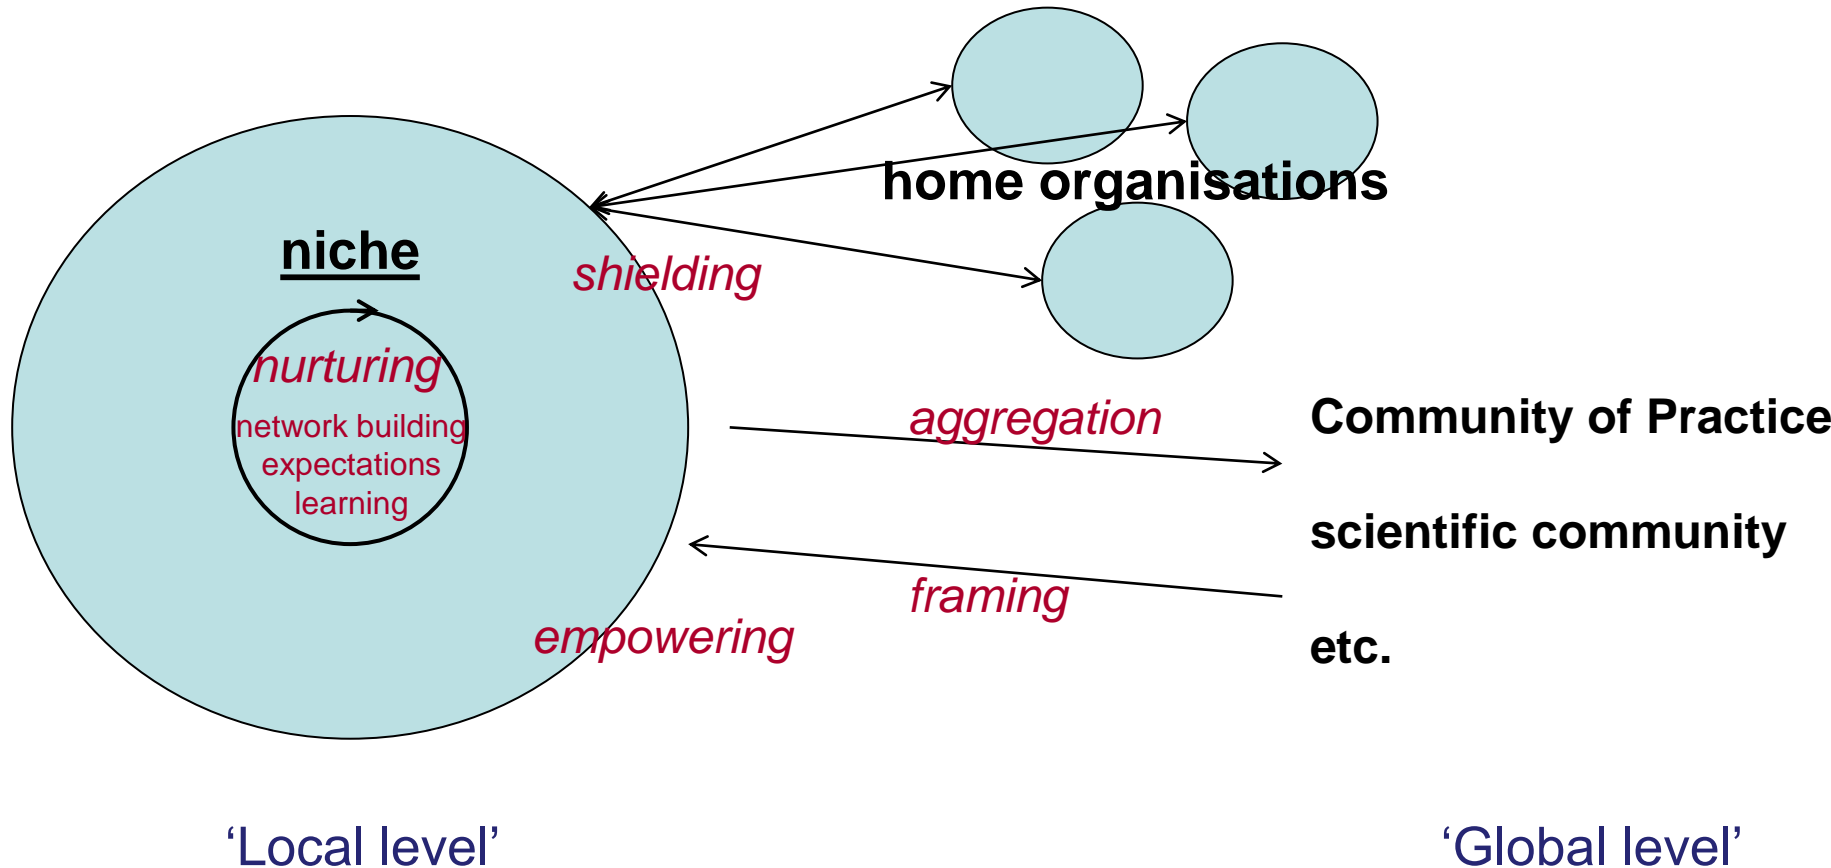 home organisations
niche
shielding
nurturing
network building
expectations
learning
aggregation
Community of Practice
scientific community
framing
empowering
etc.
‘Local level’
‘Global level’